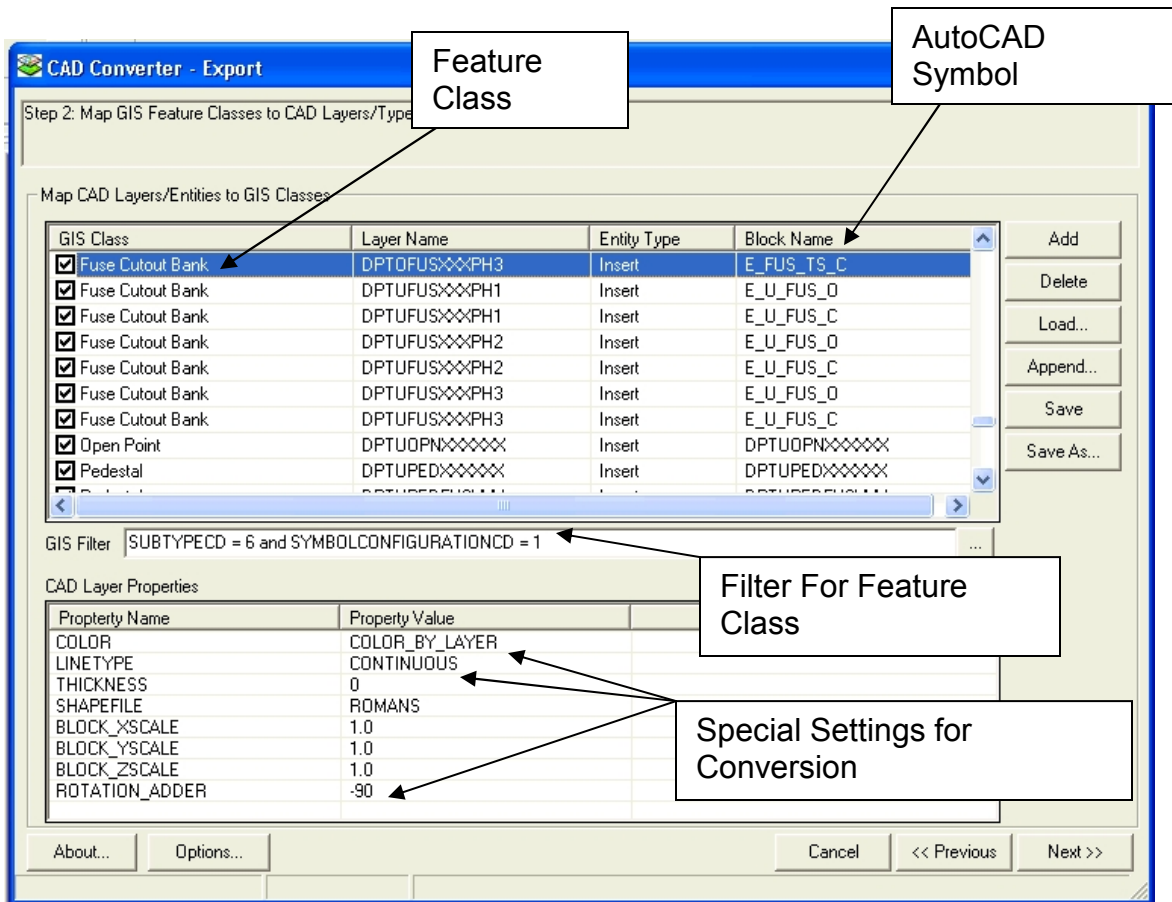 AutoCAD
Symbol
Feature
Class
CAD Converter - Export
Step 2: Map GIS Feature Classes to CAD Layers/Type
Map CAD Layers/Entities to GIS Classes
GIS Class Layer Name Entity Type Block Name
Fuse Cutout Bank DPTOFUSXXXPH3 Insert E_FUS_TS_C
Fuse Cutout Bank DPTUFUSXXXPH1 Insert E_U_FUS_O
Fuse Cutout Bank DPTUFUSXXXPH1 Insert E_U_FUS_C
Fuse Cutout Bank DPTUFUSXXXPH2 Insert E_U_FUS_O
Fuse Cutout Bank DPTUFUSXXXPH2 Insert E_U_FUS_C
Fuse Cutout Bank DPTUFUSXXXPH3 Insert E_U_FUS_O
Fuse Cutout Bank DPTUFUSXXXPH3 Insert E_U_FUS_C
Open Point DPTUOPNXXXXXX Insert DPTUOPNXXXXXX
Pedestal DPTUPEDXXXXXX Insert DPTUPEDXXXXXX
Add
Delete
Load...
Append...
Save
Save As...
GIS Filter SUBTYPECD = 6 and SYMBOLCONFIGURATIONCD = 1 ...
Filter For Feature
Class
CAD Layer Properties
Propterty Name Property Value
COLOR COLOR_BY_LAYER
LINETYPE CONTINUOUS
THICKNESS 0
SHAPEFILE ROMANS
BLOCK_XSCALE 1.0
BLOCK_YSCALE 1.0
BLOCK_ZSCALE 1.0
ROTATION_ADDER -90
Special Settings for
Conversion
About... Options... Cancel << Previous Next >>